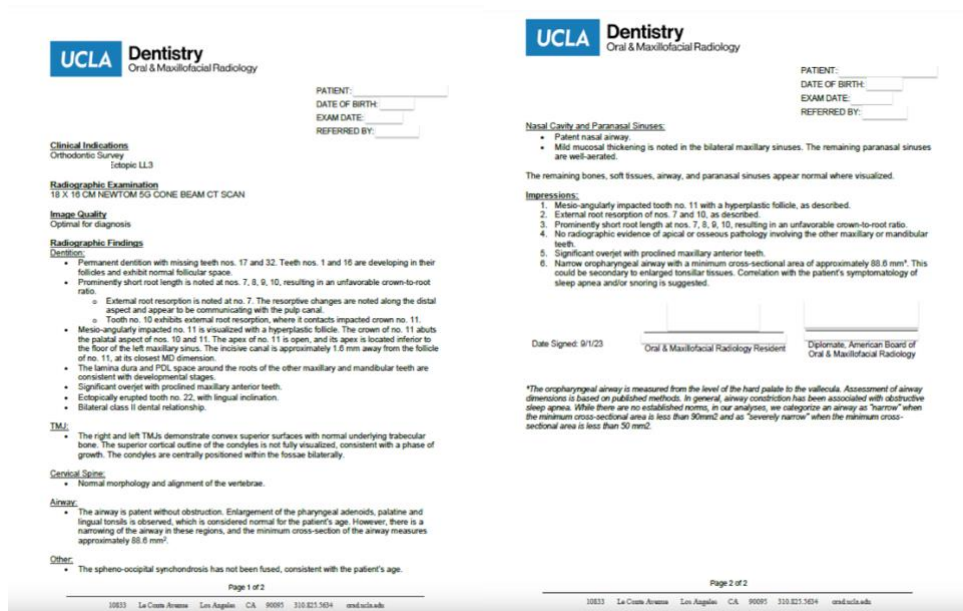 UCLA Dentistry
Oral & Maxillofacial Radiology
PATIENT:
DATE OF BIRTH:
EXAM DATE:
REFERRED BY:
Clinical Indications
Orthodontic Survey
Ectopic LL3
Radiographic Examination
18 X 16 CM NEWTOM 5G CONE BEAM CT SCAN
Image Quality
Optimal for diagnosis
Radiographic Findings
Dentition:
• Permanent dentition with missing teeth nos. 17 and 32. Teeth nos. 1 and 16 are developing in their
follicles and exhibit normal follicular space.
• Prominently short root length is noted at nos. 7, 8, 9, 10, resulting in an unfavorable crown-to-root
ratio.
o External root resorption is noted at no. 7. The resorptive changes are noted along the distal
aspect and appear to be communicating with the pulp canal.
o Tooth no. 10 exhibits external root resorption, where it contacts impacted crown no. 11.
• Mesio-angularly impacted no. 11 is visualized with a hyperplastic follicle. The crown of no. 11 abuts
the palatal aspect of nos. 10 and 11. The apex of no. 11 is open, and its apex is located inferior to
the floor of the left maxillary sinus. The incisive canal is approximately 1.6 mm away from the follicle
of no. 11, at its closest MD dimension.
• The lamina dura and PDL space around the roots of the other maxillary and mandibular teeth are
consistent with developmental stages.
• Significant overjet with proclined maxillary anterior teeth.
• Ectopically erupted tooth no. 22, with lingual inclination.
• Bilateral class II dental relationship.
TMJ:
• The right and left TMJs demonstrate convex superior surfaces with normal underlying trabecular
bone. The superior cortical outline of the condyles is not fully visualized, consistent with a phase of
growth. The condyles are centrally positioned within the fossae bilaterally.
Cervical Spine:
• Normal morphology and alignment of the vertebrae.
Airway:
• The airway is patent without obstruction. Enlargement of the pharyngeal adenoids, palatine and
lingual tonsils is observed, which is considered normal for the patient's age. However, there is a
narrowing of the airway in these regions, and the minimum cross-section of the airway measures
approximately 88.6 mm².
Other:
• The spheno-occipital synchondrosis has not been fused, consistent with the patient's age.
Page 1 of 2
10833 Le Conte Avenue Los Angeles CA 90095 310.825.5634 omd.ucla.edu
UCLA Dentistry
Oral & Maxillofacial Radiology
PATIENT:
DATE OF BIRTH:
EXAM DATE:
REFERRED BY:
Nasal Cavity and Paranasal Sinuses:
• Patent nasal airway.
• Mild mucosal thickening is noted in the bilateral maxillary sinuses. The remaining paranasal sinuses
are well-aerated.
The remaining bones, soft tissues, airway, and paranasal sinuses appear normal where visualized.
Impressions:
1. Mesio-angularly impacted tooth no. 11 with a hyperplastic follicle, as described.
2. External root resorption of nos. 7 and 10, as described.
3. Prominently short root length at nos. 7, 8, 9, 10, resulting in an unfavorable crown-to-root ratio.
4. No radiographic evidence of apical or osseous pathology involving the other maxillary or mandibular
teeth.
5. Significant overjet with proclined maxillary anterior teeth.
6. Narrow oropharyngeal airway with a minimum cross-sectional area of approximately 88.6 mm*. This
could be secondary to enlarged tonsillar tissues. Correlation with the patient's symptomatology of
sleep apnea and/or snoring is suggested.
Date Signed: 9/1/23
Oral & Maxillofacial Radiology Resident
Diplomate, American Board of
Oral & Maxillofacial Radiology
*The oropharyngeal airway is measured from the level of the hard palate to the vallecula. Assessment of airway
dimensions is based on published methods. In general, airway constriction has been associated with obstructive
sleep apnea. While there are no established norms, in our analyses, we categorize an airway as "narrow" when
the minimum cross-sectional area is less than 90mm2 and as "severely narrow" when the minimum cross-
sectional area is less than 50 mm2.
Page 2 of 2
10833 Le Conte Avenue Los Angeles CA 90095 310.825.5634